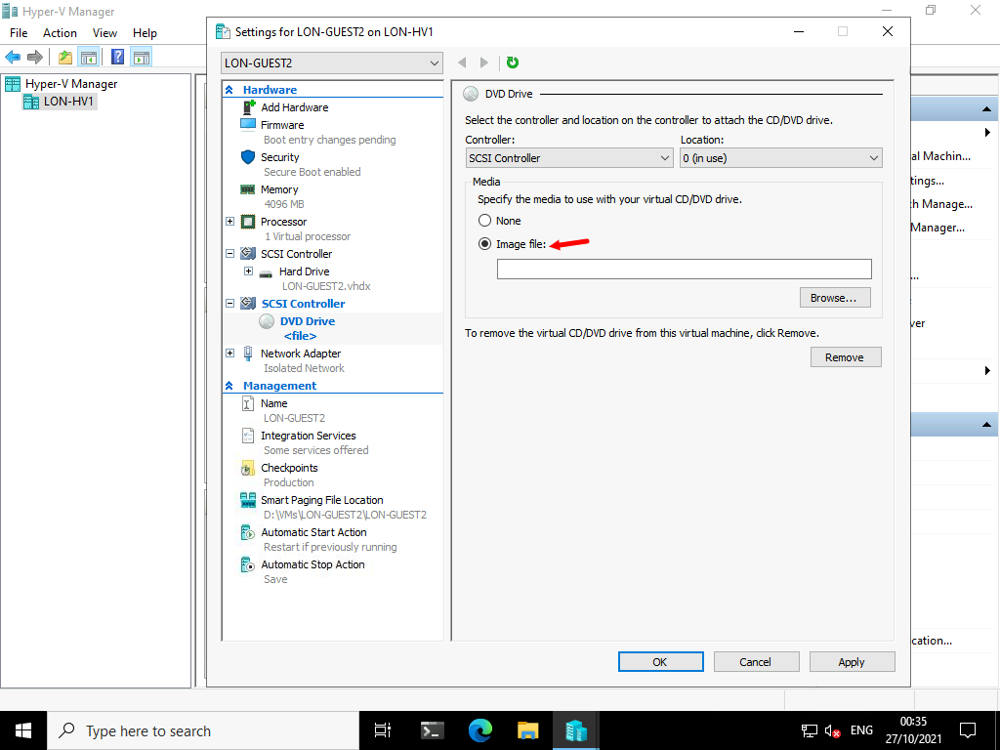 Hyper-V Manager
File Action View Help
Hyper-V Manager
LON-HV1
Settings for LON-GUEST2 on LON-HV1
LON-GUEST2
Hardware
Add Hardware
Firmware
Boot entry changes pending
Security
Secure Boot enabled
Memory
4096 MB
Processor
1 Virtual processor
SCSI Controller
Hard Drive
LON-GUEST2.vhdx
SCSI Controller
DVD Drive
<file>
Network Adapter
Isolated Network
Management
Name
LON-GUEST2
Integration Services
Some services offered
Checkpoints
Production
Smart Paging File Location
D:\VMs\LON-GUEST2\LON-GUEST2
Automatic Start Action
Restart if previously running
Automatic Stop Action
Save
DVD Drive
Select the controller and location on the controller to attach the CD/DVD drive.
Controller: Location:
SCSI Controller 0 (in use)
Media
Specify the media to use with your virtual CD/DVD drive.
None
Image file:
Browse...
To remove the virtual CD/DVD drive from this virtual machine, click Remove.
Remove
OK Cancel Apply
Machin...
Manage...
Manager...
Type here to search
ENG
00:35
27/10/2021